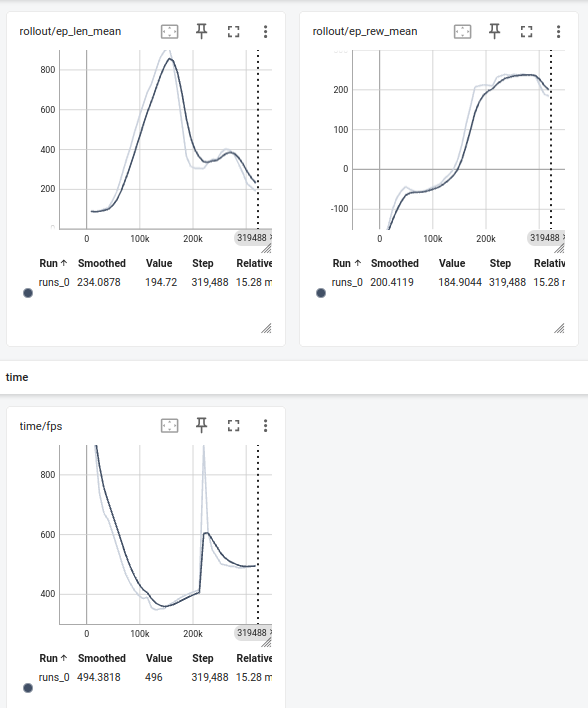 rollout/ep_len_mean
800
600
400
200
0 100k 200k 319488
Run ↑ Smoothed Value Step Relative
runs_0 234.0878 194.72 319,488 15.28 m
rollout/ep_rew_mean
200
100
0
-100
0 100k 200k 319488
Run ↑ Smoothed Value Step Relative
runs_0 200.4119 184.9044 319,488 15.28 m
time
time/fps
800
600
400
0 100k 200k 319488
Run ↑ Smoothed Value Step Relative
runs_0 494.3818 496 319,488 15.28 m